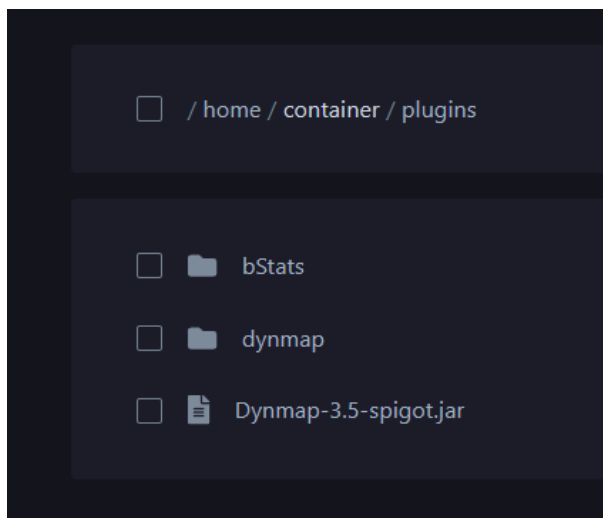 / home / container / plugins
bStats
dynmap
Dynmap-3.5-spigot.jar